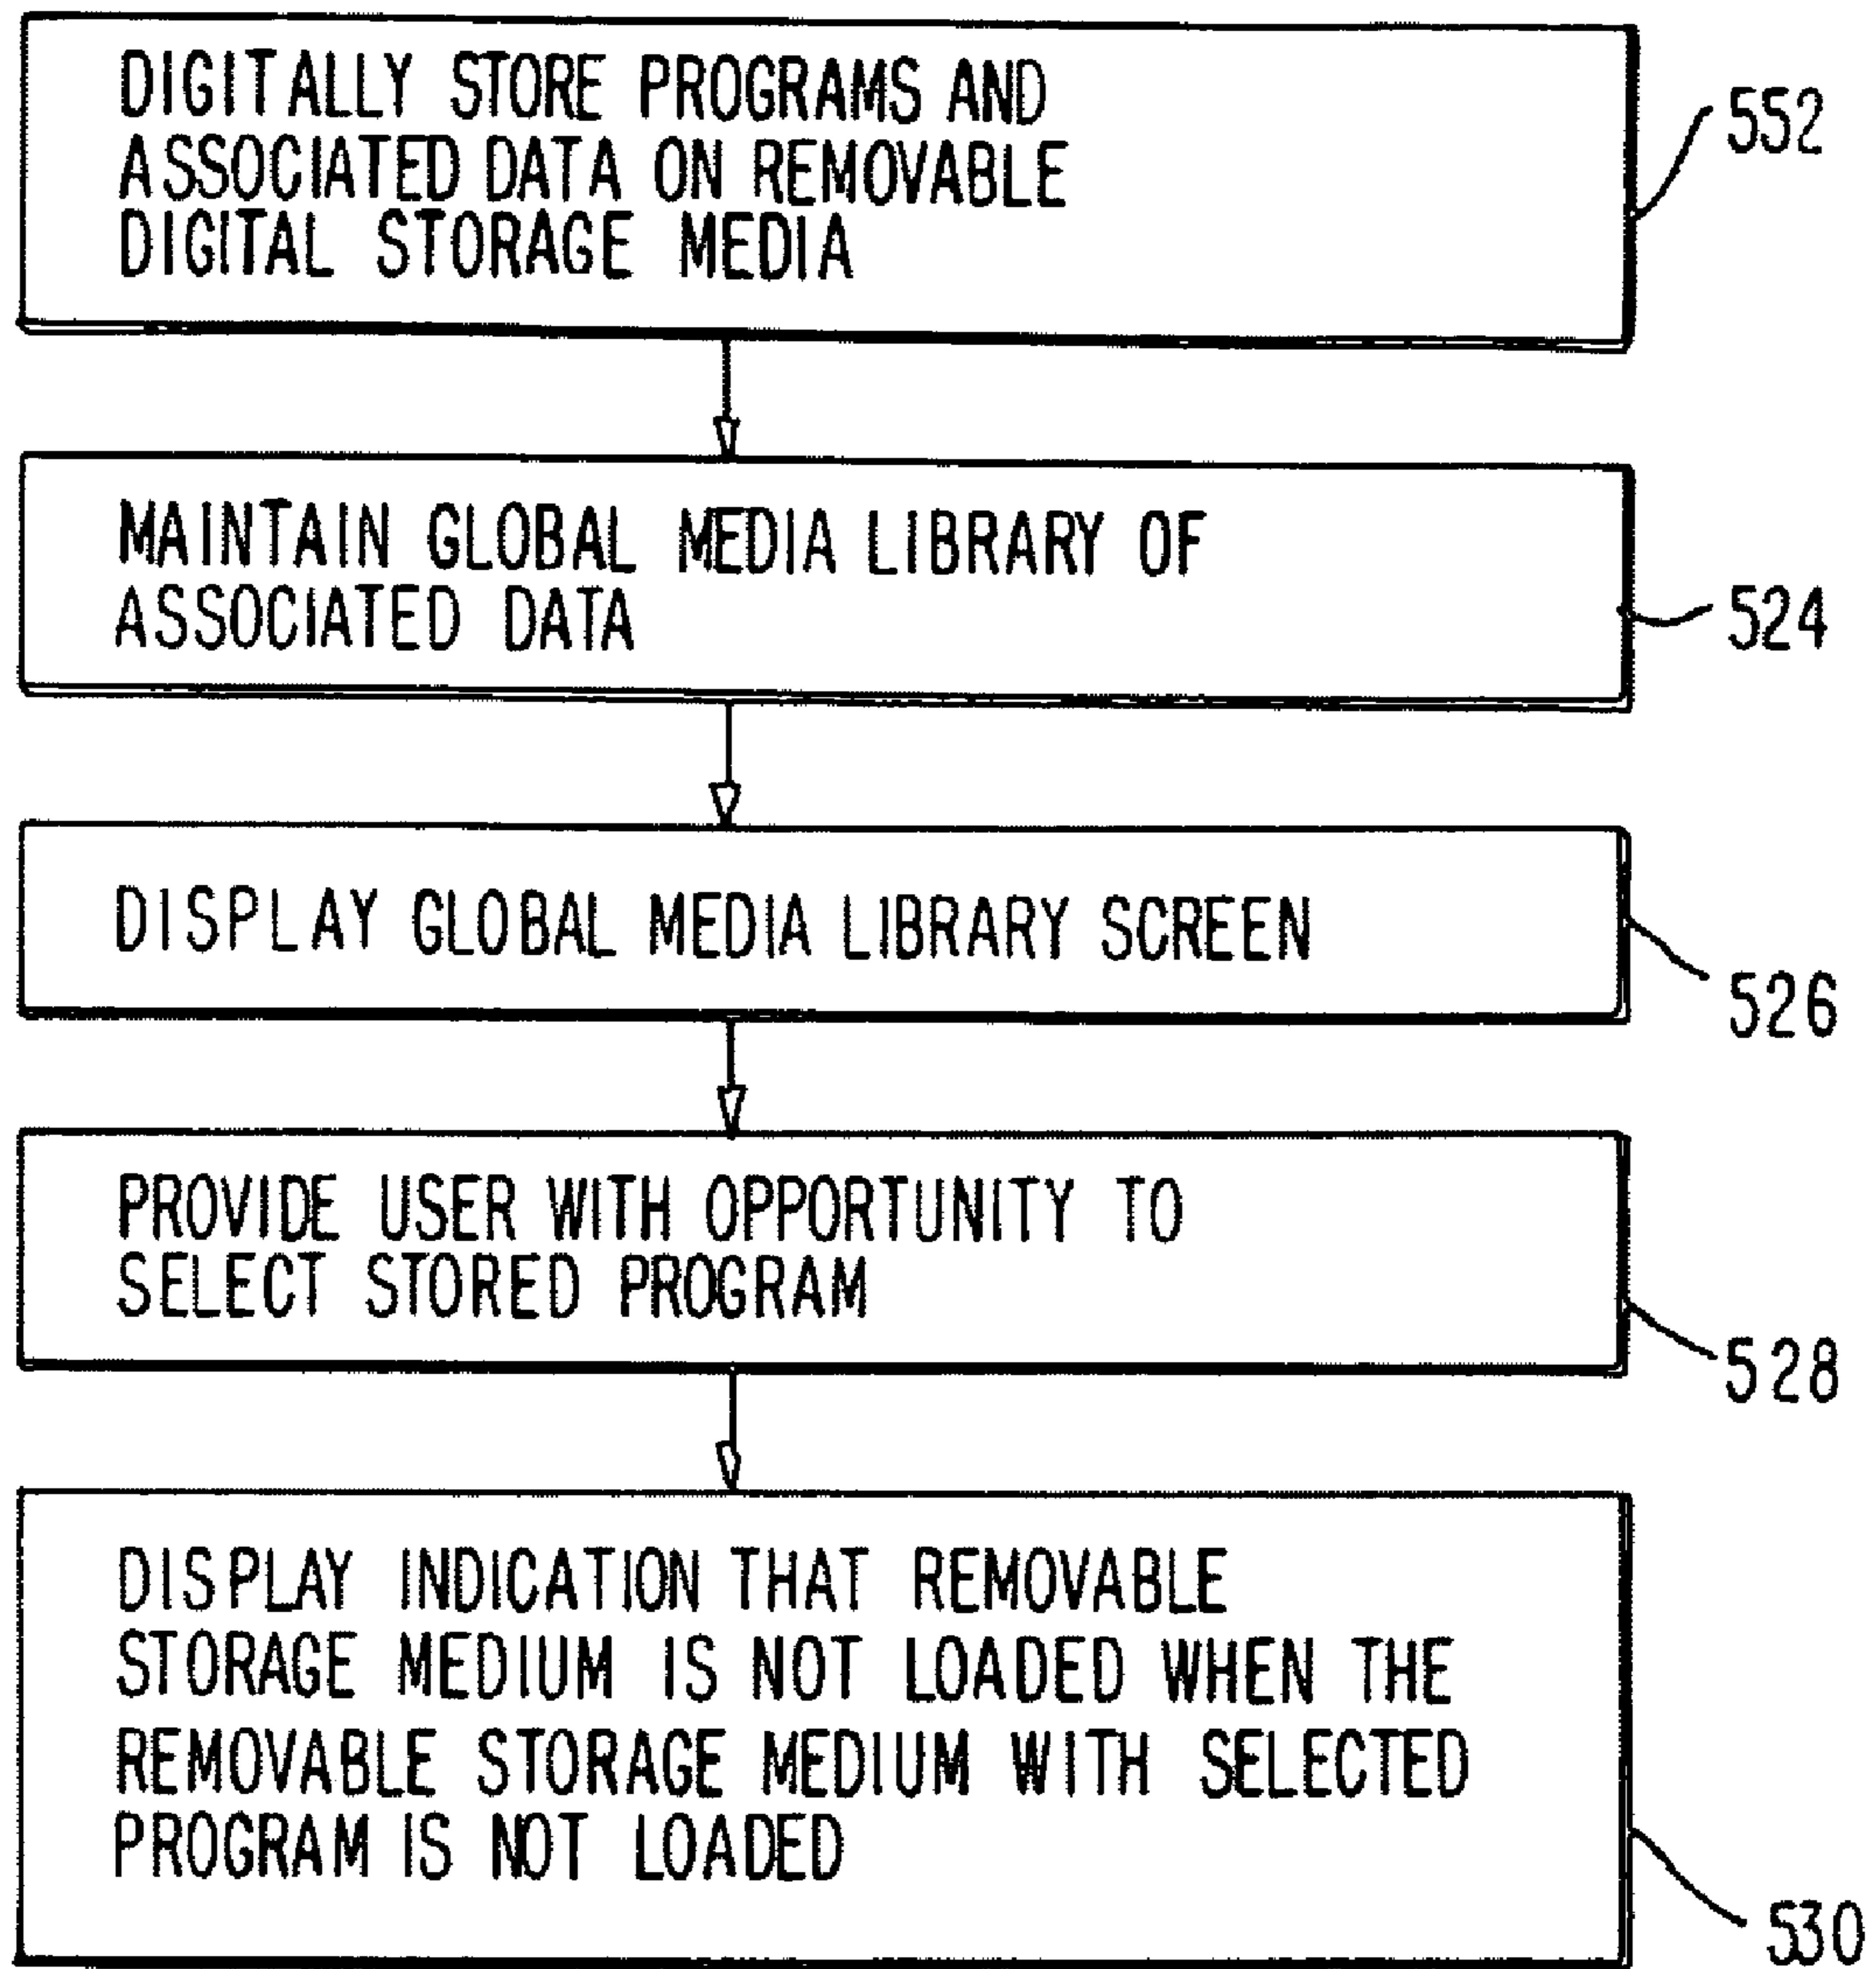 DIGITALLY STORE PROGRAMS AND
ASSOCIATED DATA ON REMOVABLE
DIGITAL STORAGE MEDIA
552
MAINTAIN GLOBAL MEDIA LIBRARY OF
ASSOCIATED DATA
524
DISPLAY GLOBAL MEDIA LIBRARY SCREEN
526
PROVIDE USER WITH OPPORTUNITY TO
SELECT STORED PROGRAM
528
DISPLAY INDICATION THAT REMOVABLE
STORAGE MEDIUM IS NOT LOADED WHEN THE
REMOVABLE STORAGE MEDIUM WITH SELECTED
PROGRAM IS NOT LOADED
530